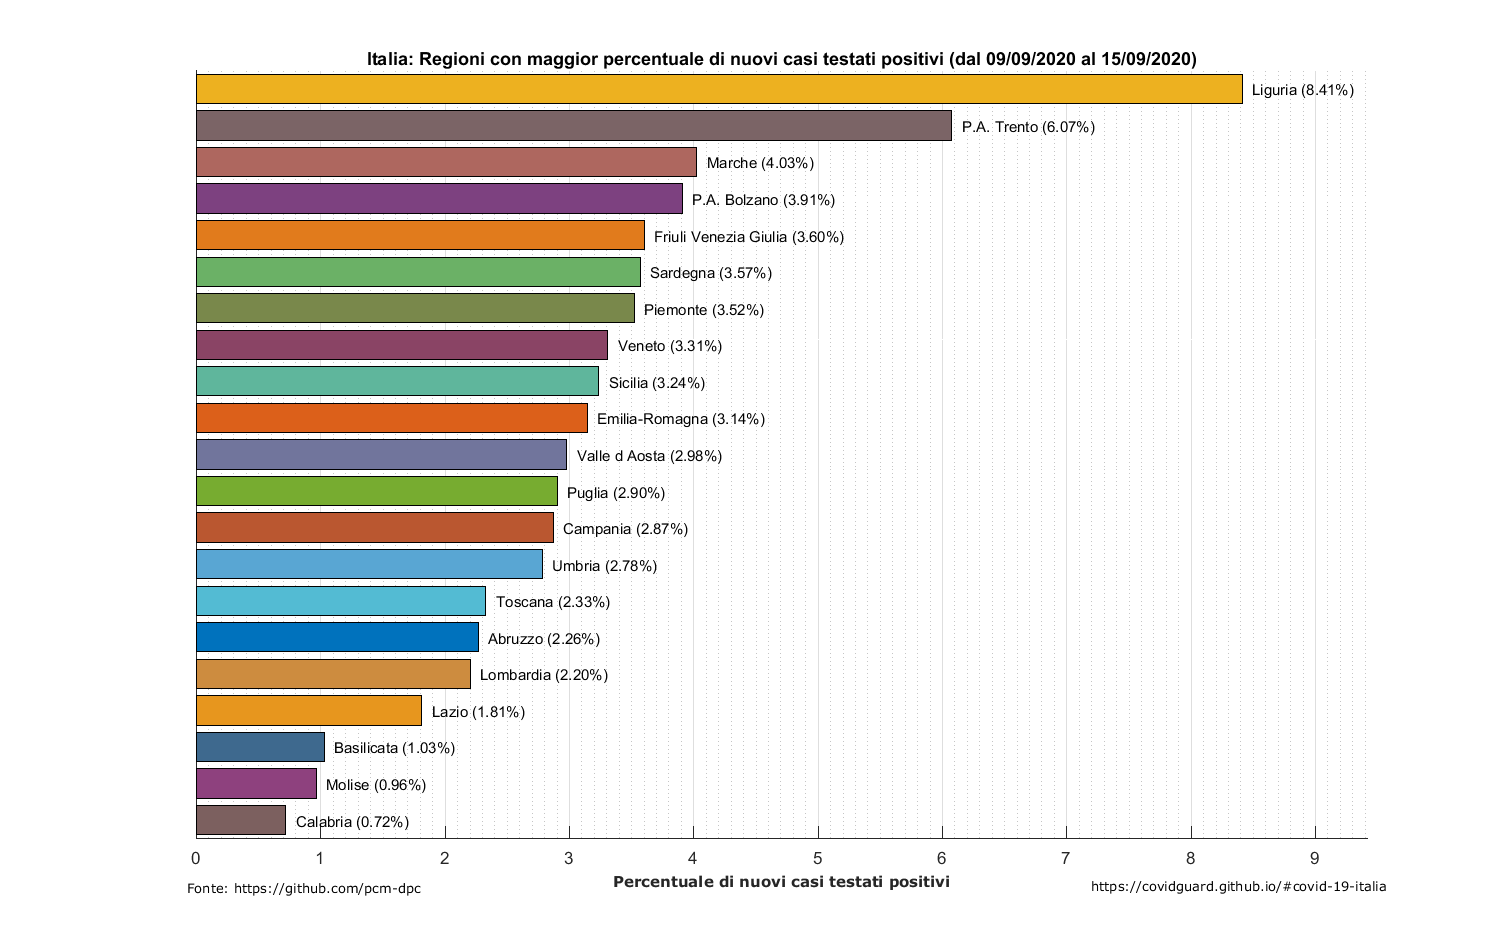 Italia: Regioni con maggior percentuale di nuovi casi testati positivi (dal 09/09/2020 al 15/09/2020)
Liguria (8.41%)
P.A. Trento (6.07%)
Marche (4.03%)
P.A. Bolzano (3.91%)
Friuli Venezia Giulia (3.60%)
Sardegna (3.57%)
Piemonte (3.52%)
Veneto (3.31%)
Sicilia (3.24%)
Emilia-Romagna (3.14%)
Valle d Aosta (2.98%)
Puglia (2.90%)
Campania (2.87%)
Umbria (2.78%)
Toscana (2.33%)
Abruzzo (2.26%)
Lombardia (2.20%)
Lazio (1.81%)
Basilicata (1.03%)
Molise (0.96%)
Calabria (0.72%)
0 1 2 3 4 5 6 7 8 9
Percentuale di nuovi casi testati positivi
Fonte: https://github.com/pcm-dpc
https://covidguard.github.io/#covid-19-italia